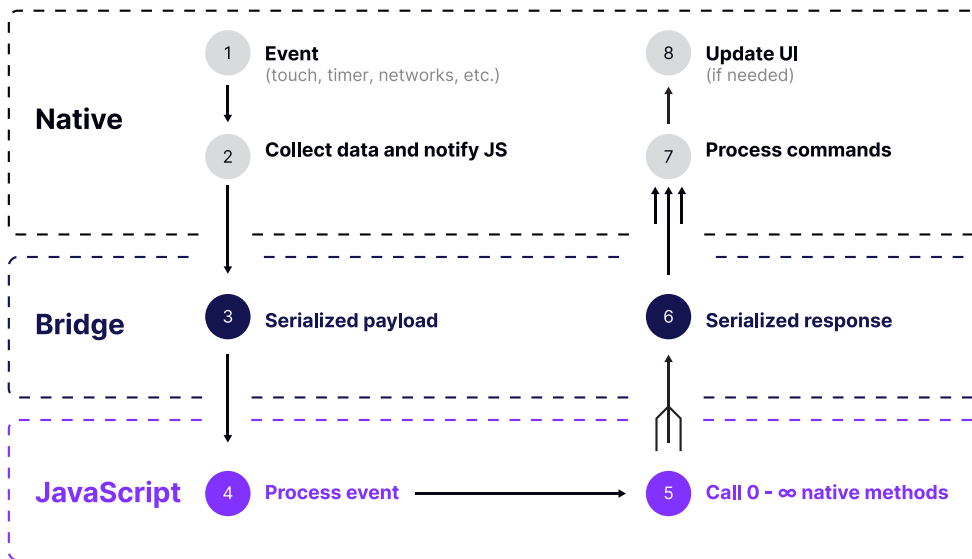 Native
1
Event
(touch, timer, networks, etc.)
2
Collect data and notify JS
8
Update UI
(if needed)
7
Process commands
Bridge
3
Serialized payload
6
Serialized response
JavaScript
4
Process event
5
Call 0 - ∞ native methods